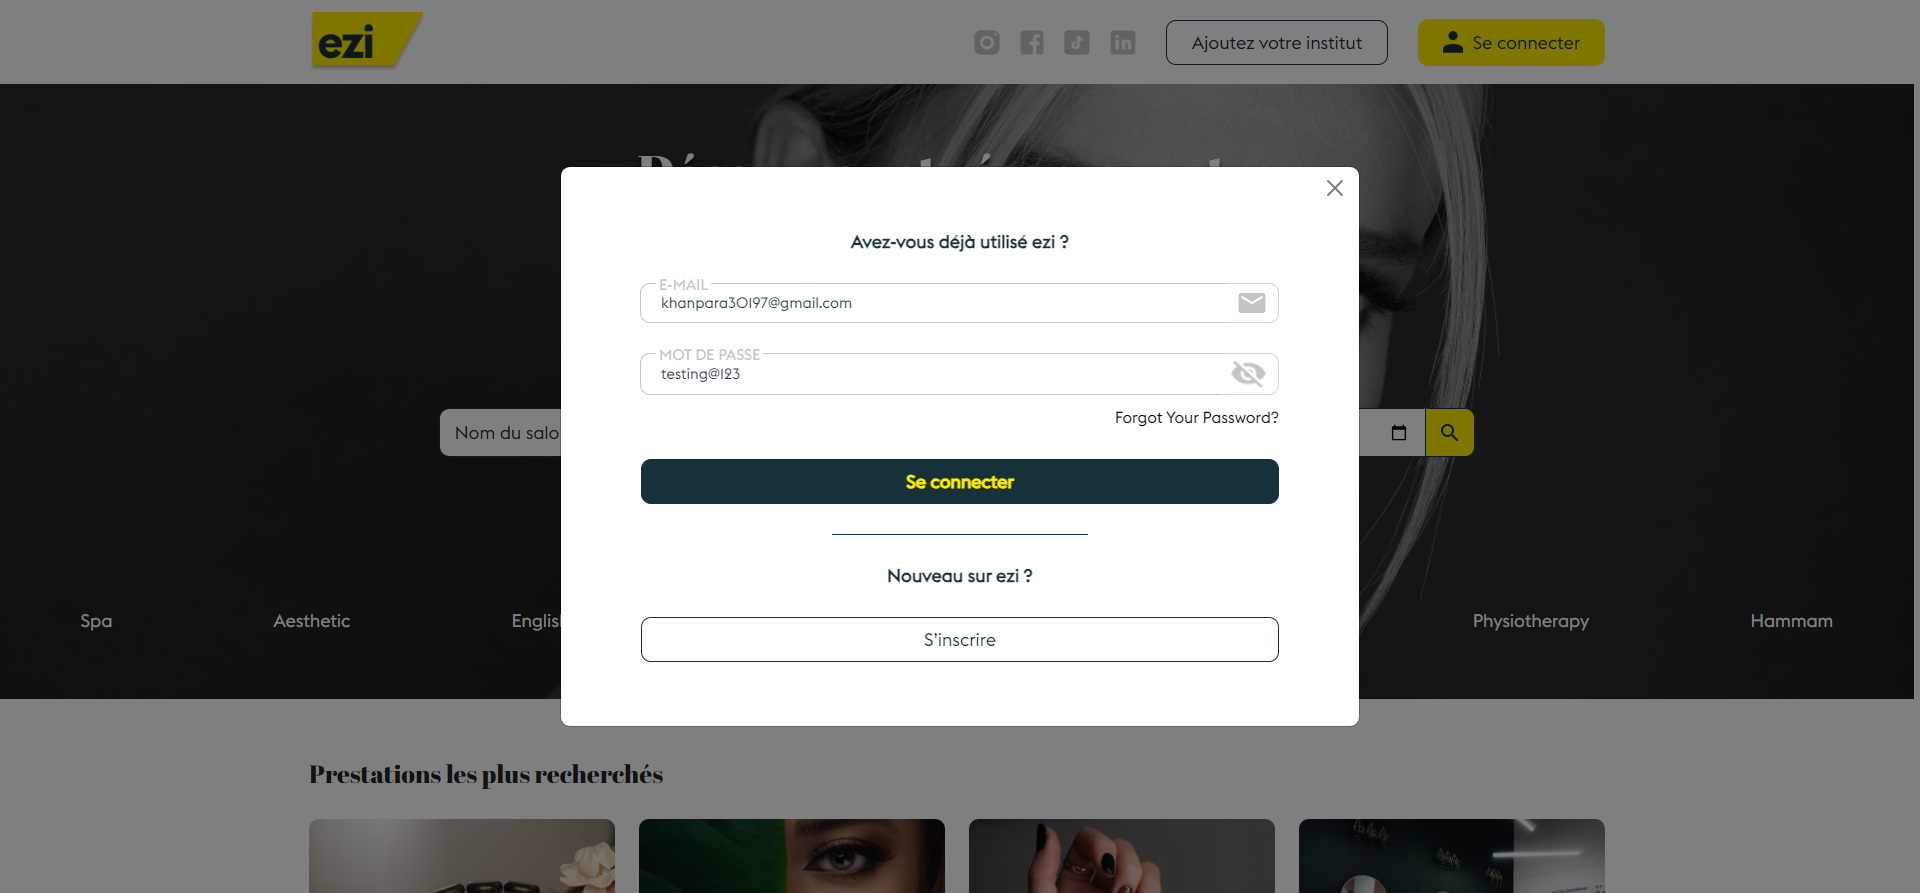 ezi
Ajoutez votre institut
Se connecter
Avez-vous déjà utilisé ezi ?
E-MAIL
khanpara30197@gmail.com
MOT DE PASSE
testing@123
Forgot Your Password?
Nom du salo
Se connecter
Nouveau sur ezi ?
Spa
Aesthetic
English
Physiotherapy
Hammam
S'inscrire
Prestations les plus recherchés